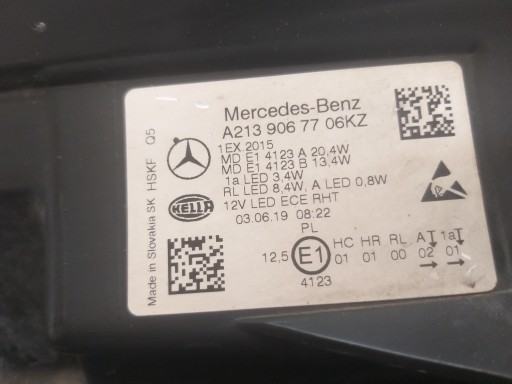 Mercedes-Benz
A213 906 77 06KZ
1EX.2015
MD E1 4123 A 20,4W
MD E1 4123 B 13,4W
1a LED 3,4W
RL LED 8,4W, A LED 0,8W
12V LED ECE RHT
03.06.19 08:22
PL
HELLA
12,5 E1 HC HR RL A 1a
01 01 00 02 01
4123
Made in Slovakia SK HSKF Q5